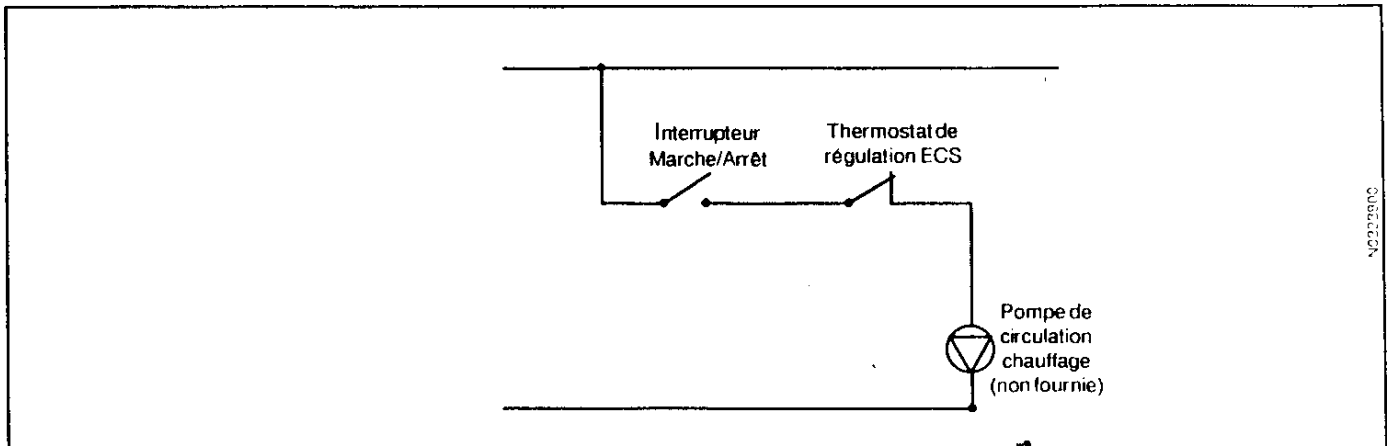 Interrupteur
Marche/Arrêt
Thermostat de
régulation ECS
Pompe de
circulation
chauffage
(non fournie)